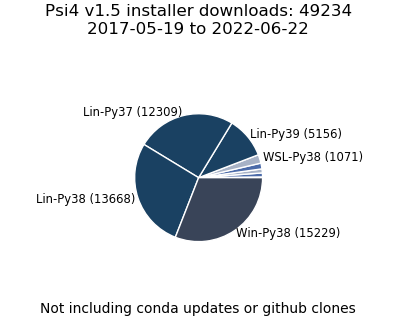 Psi4 v1.5 installer downloads: 49234
2017-05-19 to 2022-06-22
Lin-Py37 (12309)
Lin-Py39 (5156)
WSL-Py38 (1071)
Lin-Py38 (13668)
Win-Py38 (15229)
Not including conda updates or github clones